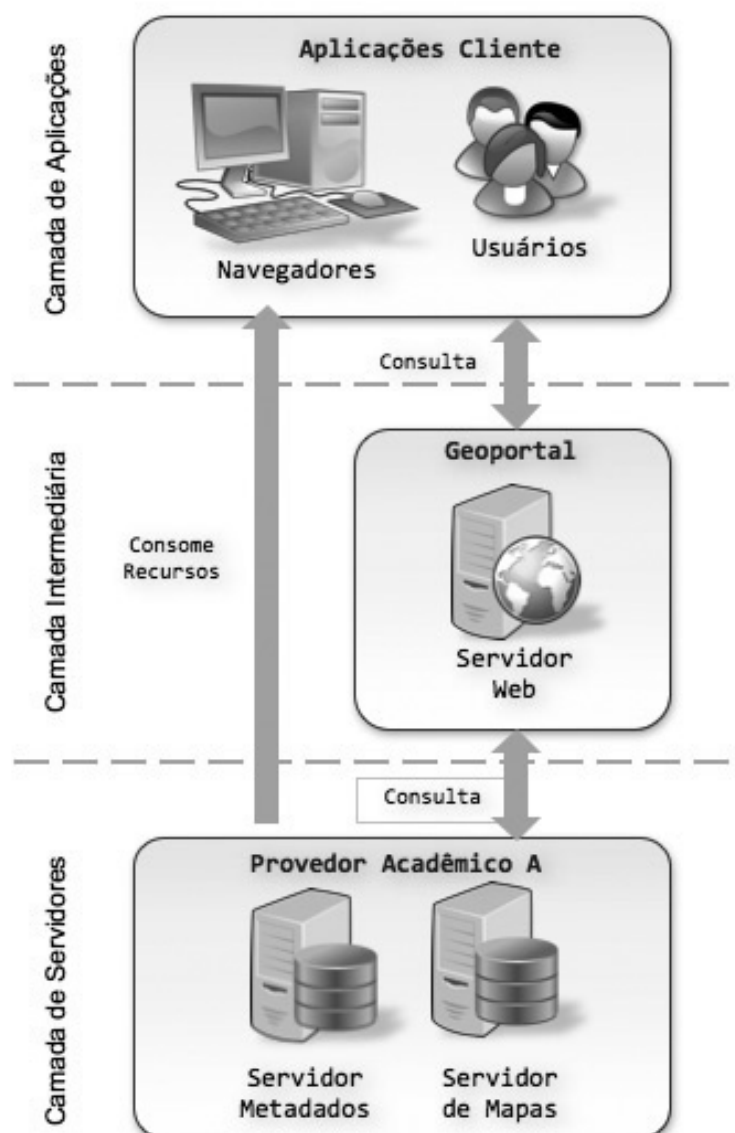 Camada de Aplicações
Aplicações Cliente
Navegadores
Usuários
Consulta
Camada Intermediária
Consome
Recursos
Geoportal
Servidor
Web
Consulta
Camada de Servidores
Provedor Acadêmico A
Servidor
Metadados
Servidor
de Mapas